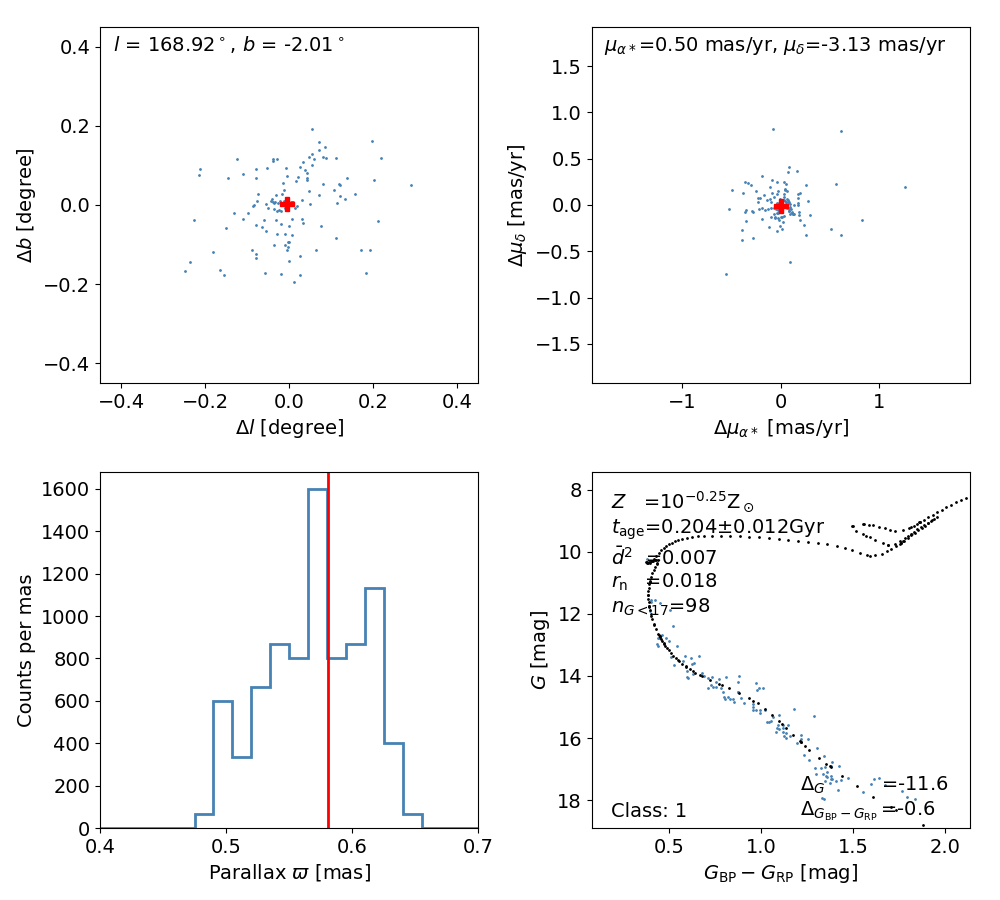 l = 168.92°, b = -2.01°
0.4
0.2
0.0
−0.2
−0.4
Δb [degree]
−0.4 −0.2 0.0 0.2 0.4
Δl [degree]
μα*=0.50 mas/yr, μδ=-3.13 mas/yr
1.5
1.0
0.5
0.0
−0.5
−1.0
−1.5
Δμδ [mas/yr]
−1 0 1
Δμα* [mas/yr]
1600
1400
1200
1000
800
600
400
200
0
Counts per mas
0.4 0.5 0.6 0.7
Parallax ϖ [mas]
8
10
12
14
16
18
G [mag]
Z =10^−0.25 Z⊙
t_age=0.204±0.012Gyr
d̄² =0.007
r_n =0.018
n_G<17=98
Δ_G =-11.6
Δ_GBP−GRP =-0.6
Class: 1
0.5 1.0 1.5 2.0
G_BP − G_RP [mag]